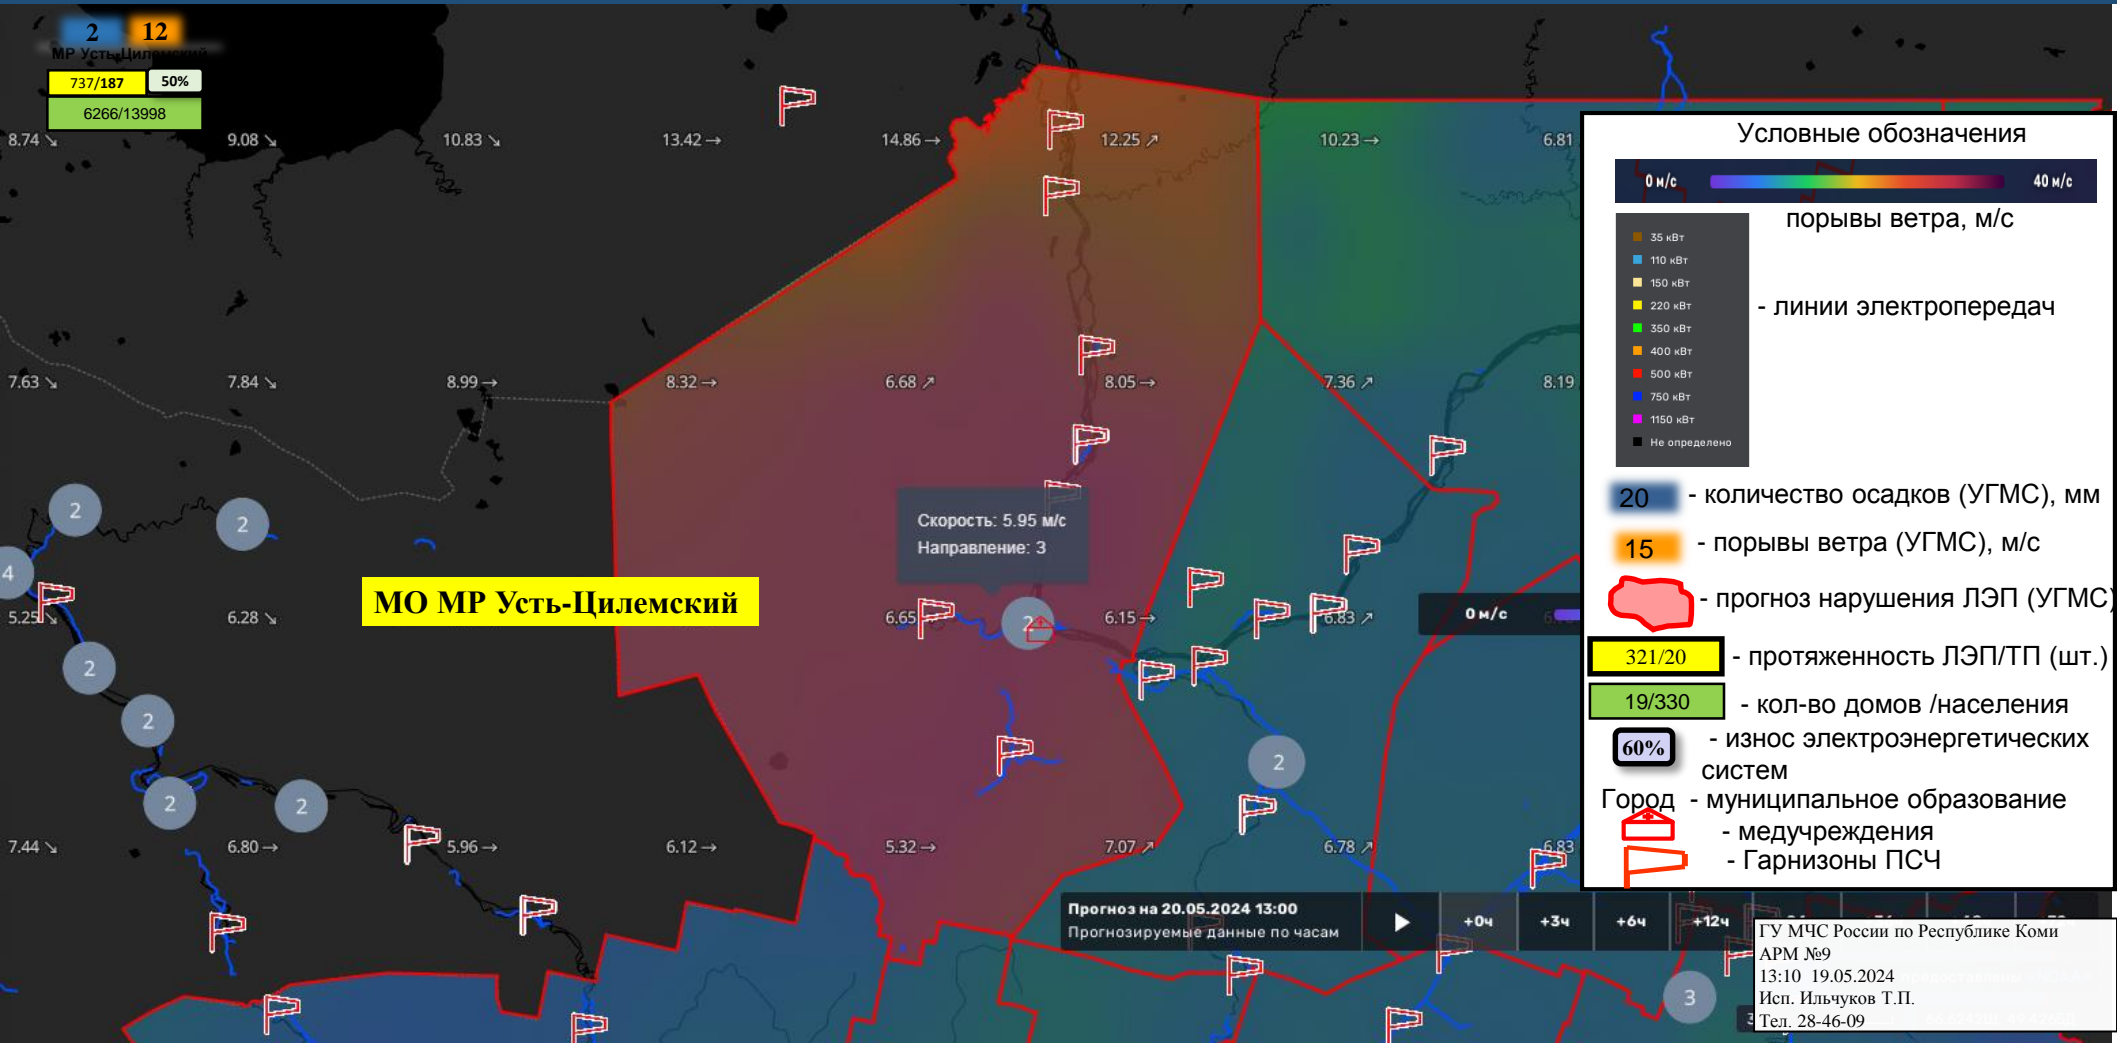 2 12
МР Усть-Цилемский
737/187 50%
6266/13998
8.74 ↘ 9.08 ↘ 10.83 ↘ 13.42 → 14.86 → 12.25 ↗ 10.23 → 6.81
7.63 ↘ 7.84 ↘ 8.99 → 8.32 → 6.68 ↗ 8.05 → 7.36 ↗ 8.19
2
2
4
Скорость: 5.95 м/с
Направление: З
МО МР Усть-Цилемский
5.25 ↘ 6.28 ↘ 6.65 2 6.15 → 6.83 ↗
0 м/с
2
2
2
2
2
7.44 ↘ 6.80 → 5.96 → 6.12 → 5.32 → 7.07 ↗ 6.78 ↗ 6.83
Прогноз на 20.05.2024 13:00
Прогнозируемые данные по часам
+0ч +3ч +6ч +12ч
3
Условные обозначения
0 м/с 40 м/с
порывы ветра, м/с
35 кВт
110 кВт
150 кВт
220 кВт
350 кВт
400 кВт
500 кВт
750 кВт
1150 кВт
Не определено
- линии электропередач
20 - количество осадков (УГМС), мм
15 - порывы ветра (УГМС), м/с
- прогноз нарушения ЛЭП (УГМС)
321/20 - протяженность ЛЭП/ТП (шт.)
19/330 - кол-во домов /населения
60% - износ электроэнергетических
систем
Город - муниципальное образование
- медучреждения
- Гарнизоны ПСЧ
ГУ МЧС России по Республике Коми
АРМ №9
13:10 19.05.2024
Исп. Ильчуков Т.П.
Тел. 28-46-09